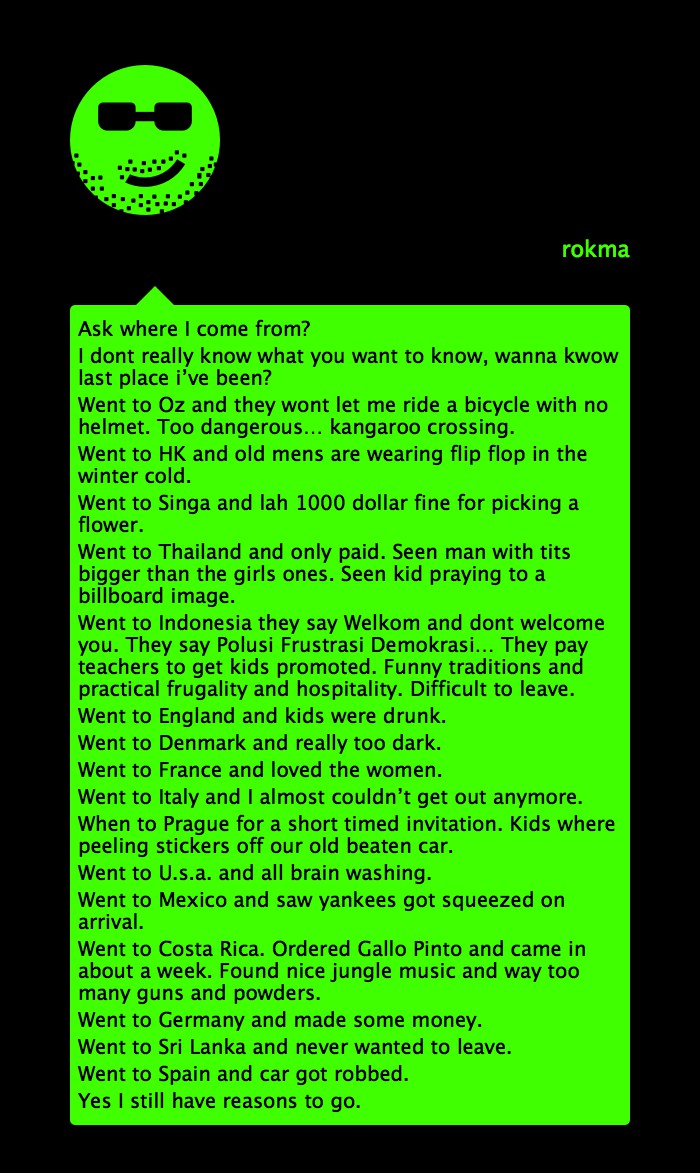 rokma
Ask where I come from?
I dont really know what you want to know, wanna kwow
last place i’ve been?
Went to Oz and they wont let me ride a bicycle with no
helmet. Too dangerous… kangaroo crossing.
Went to HK and old mens are wearing flip flop in the
winter cold.
Went to Singa and lah 1000 dollar fine for picking a
flower.
Went to Thailand and only paid. Seen man with tits
bigger than the girls ones. Seen kid praying to a
billboard image.
Went to Indonesia they say Welkom and dont welcome
you. They say Polusi Frustrasi Demokrasi… They pay
teachers to get kids promoted. Funny traditions and
practical frugality and hospitality. Difficult to leave.
Went to England and kids were drunk.
Went to Denmark and really too dark.
Went to France and loved the women.
Went to Italy and I almost couldn’t get out anymore.
When to Prague for a short timed invitation. Kids where
peeling stickers off our old beaten car.
Went to U.s.a. and all brain washing.
Went to Mexico and saw yankees got squeezed on
arrival.
Went to Costa Rica. Ordered Gallo Pinto and came in
about a week. Found nice jungle music and way too
many guns and powders.
Went to Germany and made some money.
Went to Sri Lanka and never wanted to leave.
Went to Spain and car got robbed.
Yes I still have reasons to go.